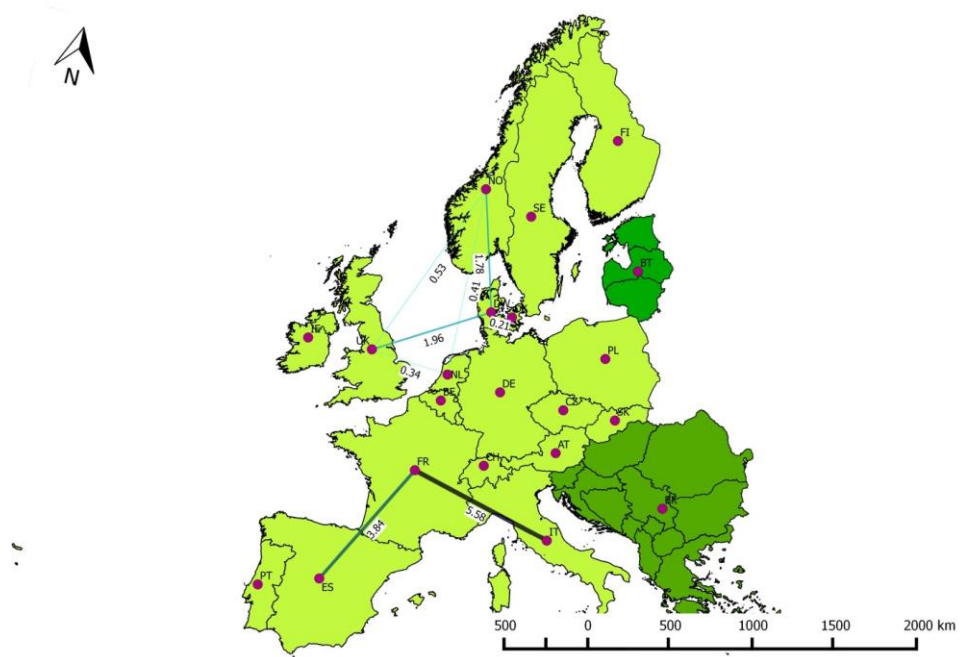 N
FI
NO
SE
BT
0.53
1.78
0.41
0.21
IE
UK
1.96
0.34
NL
BE
DE
PL
CZ
SK
AT
CH
FR
BK
5.58
IT
3.84
PT
ES
500 0 500 1000 1500 2000 km